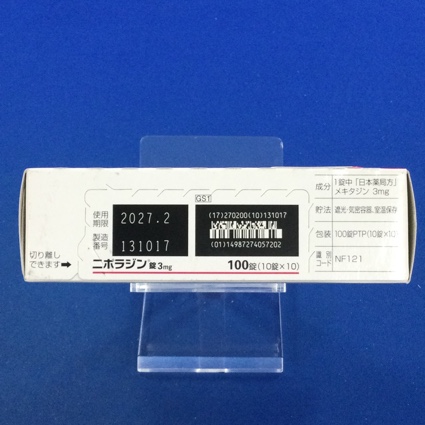 使用
期限
2027.2
製造
番号
131017
切り離し
できます➡
ニポラジン錠3mg
GS1
(17)270200(10)131017
(01)14987274057202
100錠(10錠×10)
成分
1錠中「日本薬局方」
メキタジン 3mg
貯法
遮光・気密容器、室温保存
包装
100錠PTP(10錠×10)
識別
コード
NF121